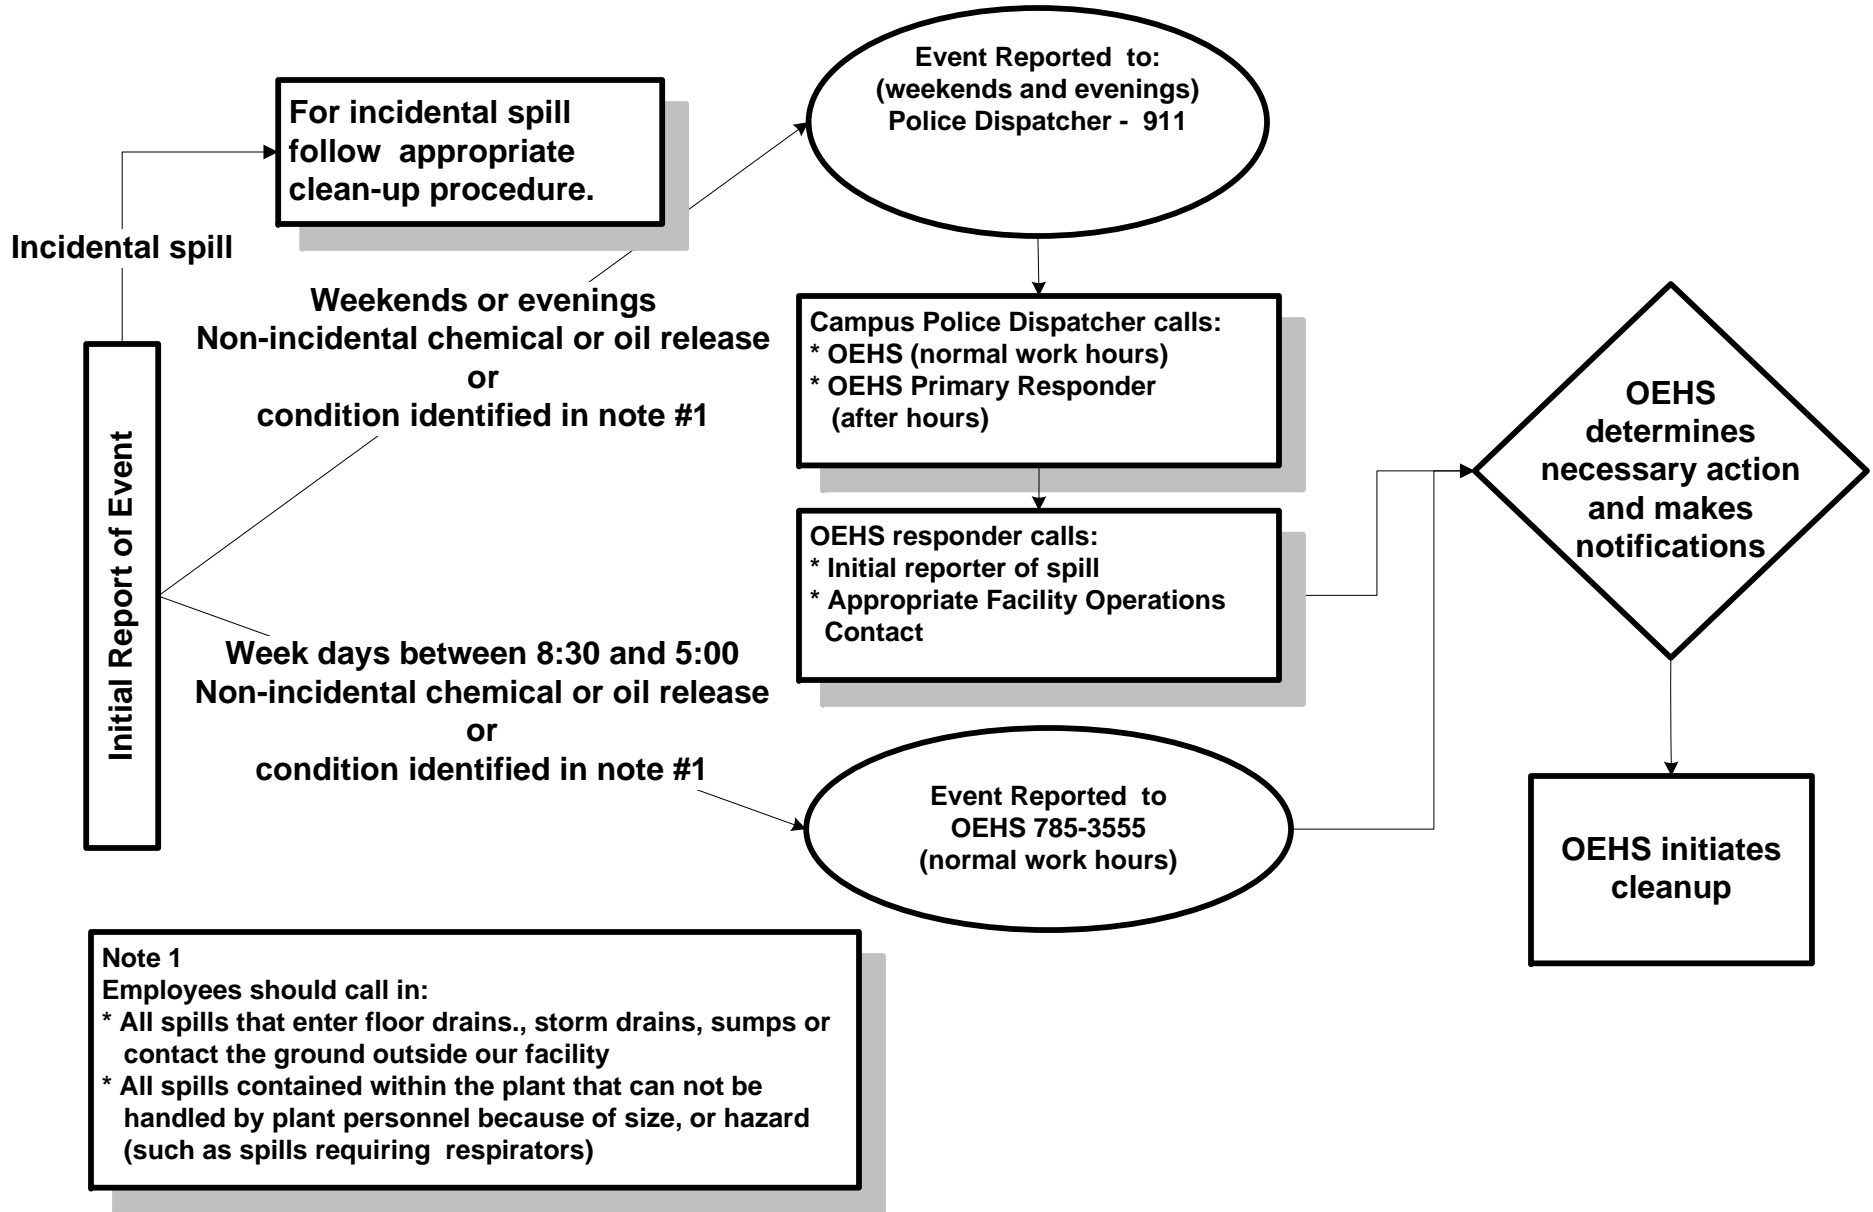 Event Reported to:
(weekends and evenings)
Police Dispatcher - 911
For incidental spill
follow appropriate
clean-up procedure.
Incidental spill
Weekends or evenings
Non-incidental chemical or oil release
or
condition identified in note #1
Campus Police Dispatcher calls:
* OEHS (normal work hours)
* OEHS Primary Responder
(after hours)
OEHS
determines
necessary action
and makes
notifications
Initial Report of Event
OEHS responder calls:
* Initial reporter of spill
* Appropriate Facility Operations
Contact
Week days between 8:30 and 5:00
Non-incidental chemical or oil release
or
condition identified in note #1
Event Reported to
OEHS 785-3555
(normal work hours)
OEHS initiates
cleanup
Note 1
Employees should call in:
* All spills that enter floor drains., storm drains, sumps or
contact the ground outside our facility
* All spills contained within the plant that can not be
handled by plant personnel because of size, or hazard
(such as spills requiring respirators)